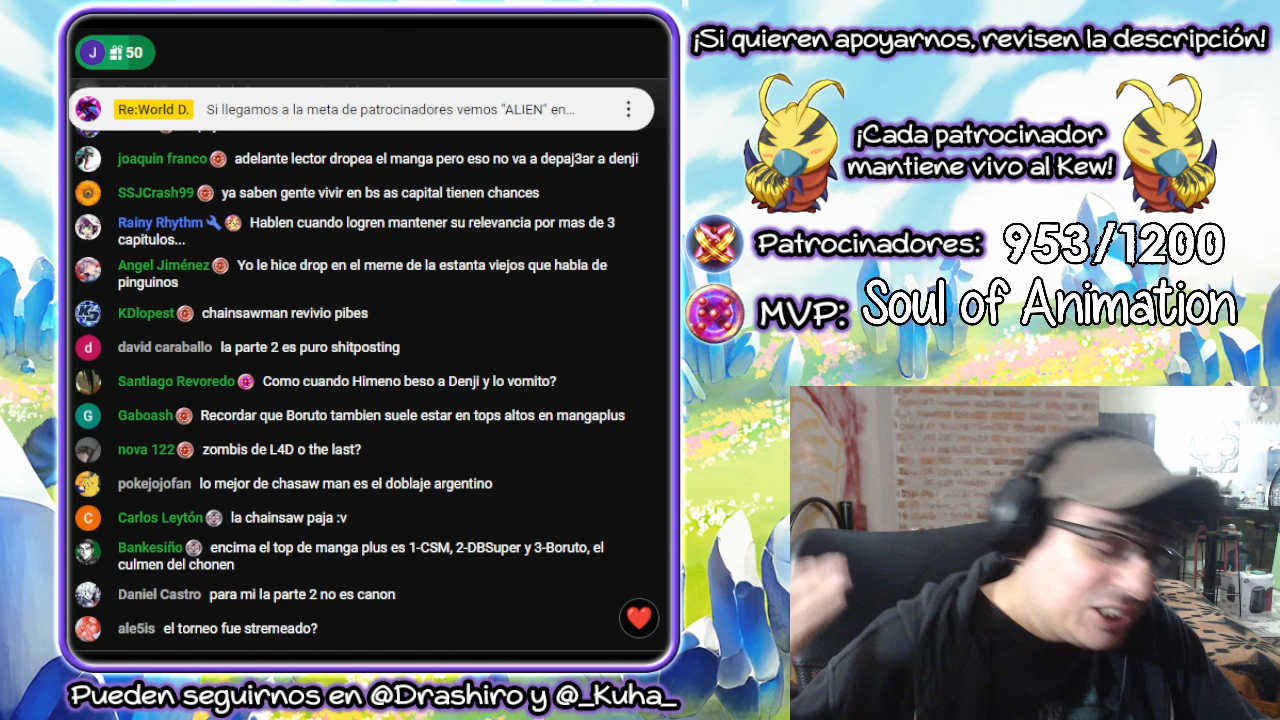 J 50
Re:World D. Si llegamos a la meta de patrocinadores vemos "ALIEN" en...
joaquin franco adelante lector dropea el manga pero eso no va a depaj3ar a denji
SSJCrash99 ya saben gente vivir en bs as capital tienen chances
Rainy Rhythm Hablen cuando logren mantener su relevancia por mas de 3
capitulos...
Angel Jiménez Yo le hice drop en el meme de la estanta viejos que habla de
pinguinos
KDlopest chainsawman revivio pibes
d david caraballo la parte 2 es puro shitposting
Santiago Revoredo Como cuando Himeno beso a Denji y lo vomito?
G Gaboash Recordar que Boruto tambien suele estar en tops altos en mangaplus
nova 122 zombis de L4D o the last?
pokejojofan lo mejor de chasaw man es el doblaje argentino
C Carlos Leytón la chainsaw paja :v
Bankesiño encima el top de manga plus es 1-CSM, 2-DBSuper y 3-Boruto, el
culmen del chonen
Daniel Castro para mi la parte 2 no es canon
ale5is el torneo fue stremeado?
Pueden seguirnos en @Drashiro y @_Kuha_
¡Si quieren apoyarnos, revisen la descripción!
¡Cada patrocinador
mantiene vivo al Kew!
Patrocinadores: 953/1200
MVP: Soul of Animation